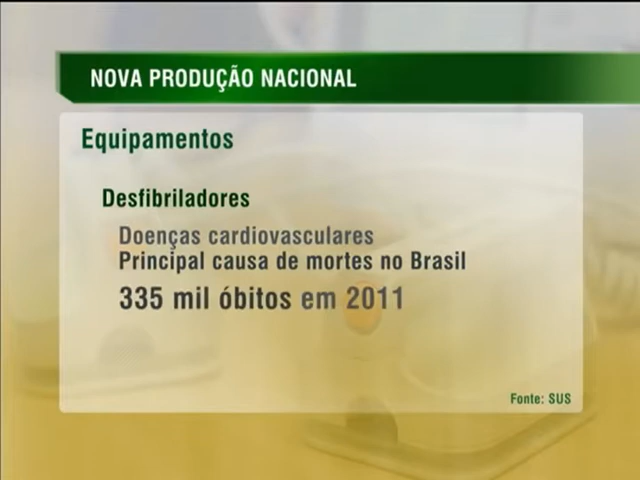 NOVA PRODUÇÃO NACIONAL
Equipamentos
Desfibriladores
Doenças cardiovasculares
Principal causa de mortes no Brasil
335 mil óbitos em 2011
Fonte: SUS